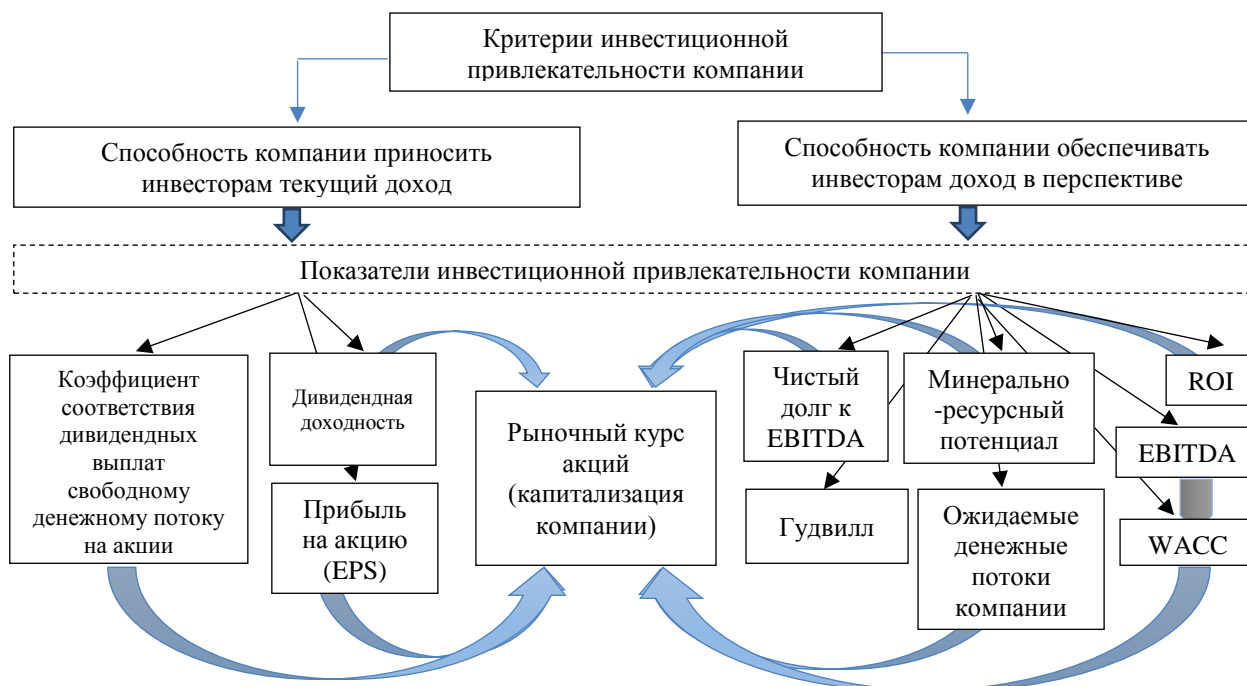 Критерии инвестиционной
привлекательности компании
Способность компании приносить
инвесторам текущий доход
Способность компании обеспечивать
инвесторам доход в перспективе
Показатели инвестиционной привлекательности компании
Коэффициент
соответствия
дивидендных
выплат
свободному
денежному потоку
на акции
Дивидендная
доходность
Прибыль
на акцию
(EPS)
Рыночный курс
акций
(капитализация
компании)
Чистый
долг к
EBITDA
Гудвилл
Минерально
-ресурсный
потенциал
Ожидаемые
денежные
потоки
компании
ROI
EBITDA
WACC